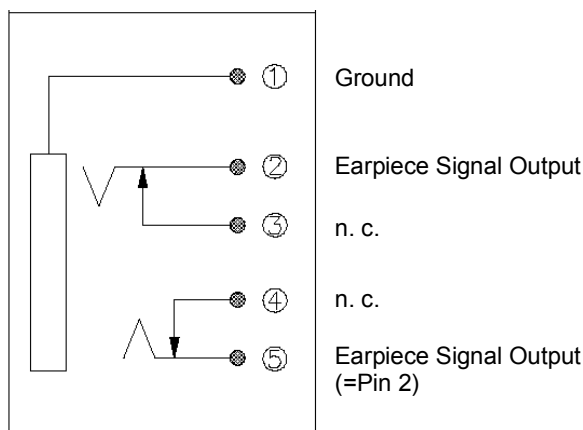 ① Ground
② Earpiece Signal Output
③ n. c.
④ n. c.
⑤ Earpiece Signal Output
(=Pin 2)